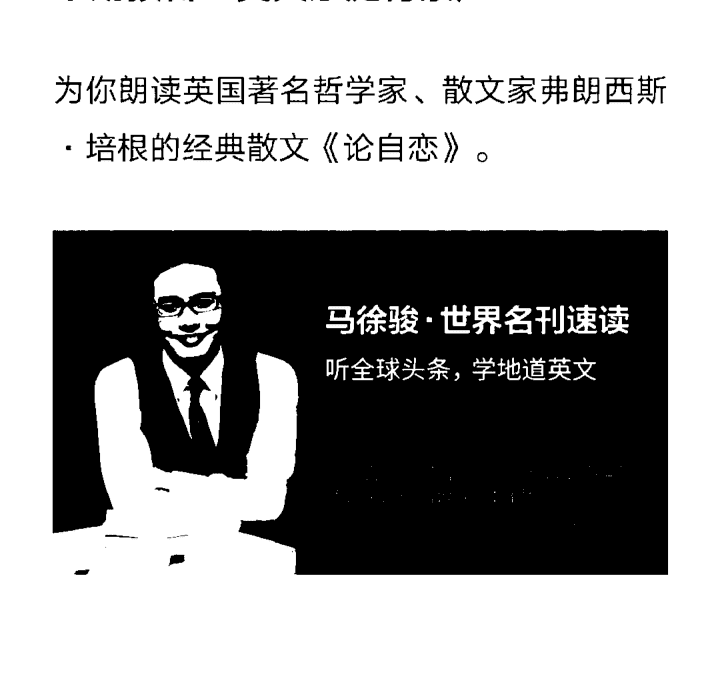 为你朗读英国著名哲学家、散文家弗朗西斯
·培根的经典散文《论自恋》。
马徐骏·世界名刊速读
听全球头条，学地道英文